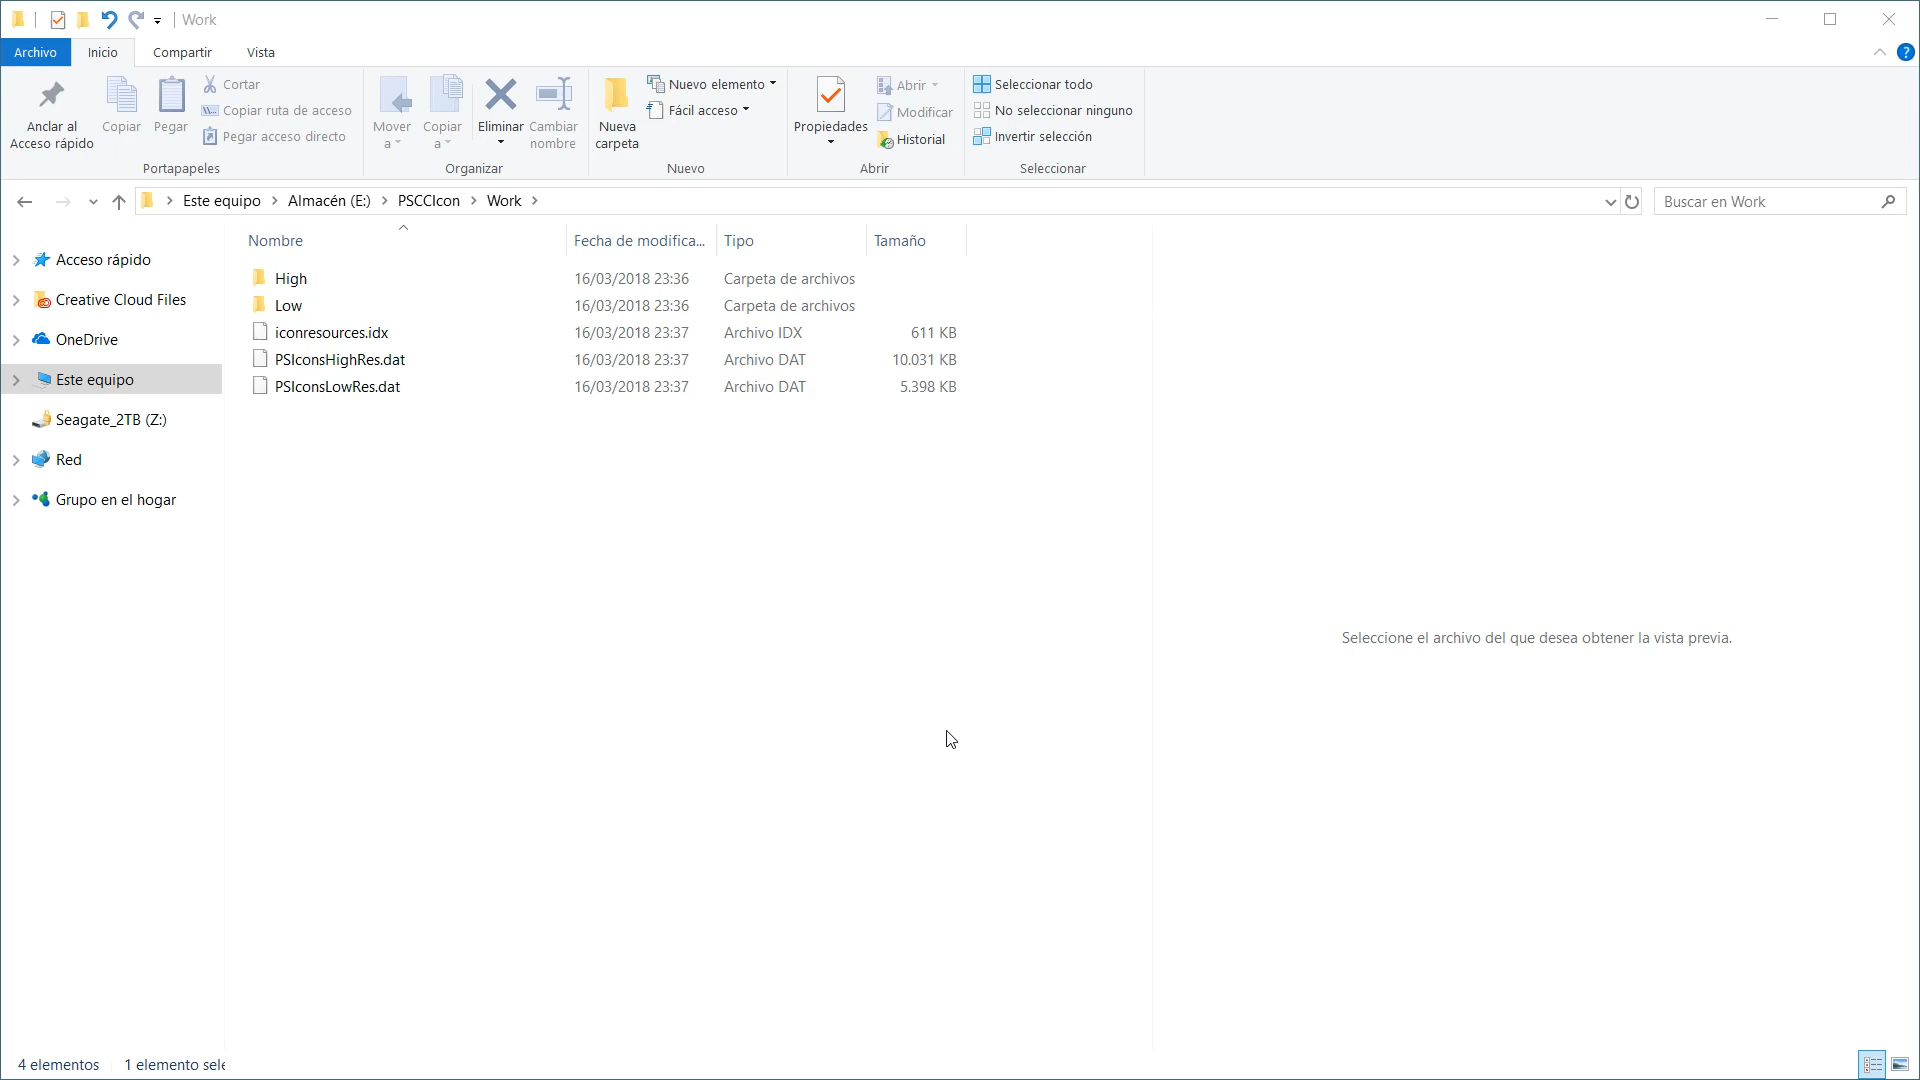 Work
Archivo Inicio Compartir Vista
Anclar al Acceso rápido
Copiar
Pegar
Cortar
Copiar ruta de acceso
Pegar acceso directo
Portapapeles
Mover a
Copiar a
Eliminar
Cambiar nombre
Organizar
Nueva carpeta
Nuevo elemento
Fácil acceso
Nuevo
Propiedades
Abrir
Modificar
Historial
Abrir
Seleccionar todo
No seleccionar ninguno
Invertir selección
Seleccionar
Este equipo > Almacén (E:) > PSCCIcon > Work >
Buscar en Work
Acceso rápido
Creative Cloud Files
OneDrive
Este equipo
Seagate_2TB (Z:)
Red
Grupo en el hogar
Nombre Fecha de modifica... Tipo Tamaño
High 16/03/2018 23:36 Carpeta de archivos
Low 16/03/2018 23:36 Carpeta de archivos
iconresources.idx 16/03/2018 23:37 Archivo IDX 611 KB
PSIconsHighRes.dat 16/03/2018 23:37 Archivo DAT 10.031 KB
PSIconsLowRes.dat 16/03/2018 23:37 Archivo DAT 5.398 KB
Seleccione el archivo del que desea obtener la vista previa.
4 elementos 1 elemento sele